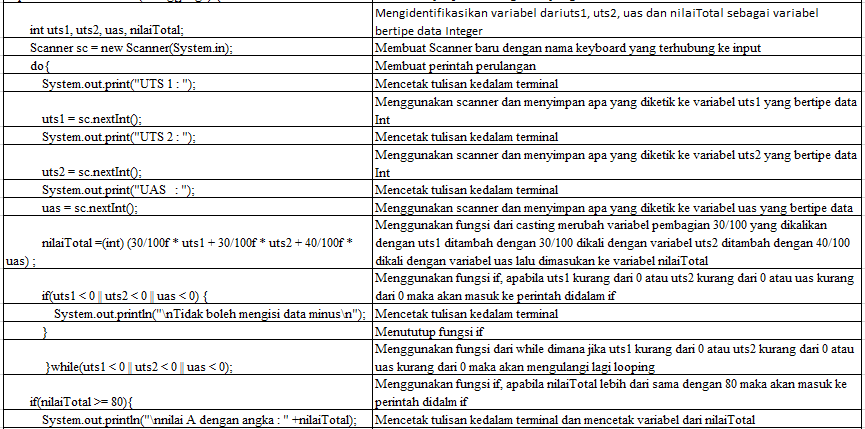 Mengidentifikasikan variabel dariuts1, uts2, uas dan nilaiTotal sebagai variabel
int uts1, uts2, uas, nilaiTotal;
bertipe data Integer
Scanner sc = new Scanner(System.in);
Membuat Scanner baru dengan nama keyboard yang terhubung ke input
do{
Membuat perintah perulangan
System.out.print("UTS 1 : ");
Mencetak tulisan kedalam terminal
uts1 = sc.nextInt();
Menggunakan scanner dan menyimpan apa yang diketik ke variabel uts1 yang bertipe data
Int
System.out.print("UTS 2 : ");
Mencetak tulisan kedalam terminal
uts2 = sc.nextInt();
Menggunakan scanner dan menyimpan apa yang diketik ke variabel uts2 yang bertipe data
Int
System.out.print("UAS   : ");
Mencetak tulisan kedalam terminal
uas = sc.nextInt();
Menggunakan scanner dan menyimpan apa yang diketik ke variabel uas yang bertipe data
nilaiTotal =(int) (30/100f * uts1 + 30/100f * uts2 + 40/100f *
uas) ;
Menggunakan fungsi dari casting merubah variabel pembagian 30/100 yang dikalikan
dengan uts1 ditambah dengan 30/100 dikali dengan variabel uts2 ditambah dengan 40/100
dikali dengan variabel uas lalu dimasukan ke variabel nilaiTotal
if(uts1 < 0 || uts2 < 0 || uas < 0) {
Menggunakan fungsi if, apabila uts1 kurang dari 0 atau uts2 kurang dari 0 atau uas kurang
dari 0 maka akan masuk ke perintah didalam if
System.out.println("\nTidak boleh mengisi data minus\n");
Mencetak tulisan kedalam terminal
}
Menututup fungsi if
}while(uts1 < 0 || uts2 < 0 || uas < 0);
Menggunakan fungsi dari while dimana jika uts1 kurang dari 0 atau uts2 kurang dari 0 atau
uas kurang dari 0 maka akan mengulangi lagi looping
if(nilaiTotal >= 80){
Menggunakan fungsi if, apabila nilaiTotal lebih dari sama dengan 80 maka akan masuk ke
perintah didalm if
System.out.println("\nnilai A dengan angka : " +nilaiTotal);
Mencetak tulisan kedalam terminal dan mencetak variabel dari nilaiTotal